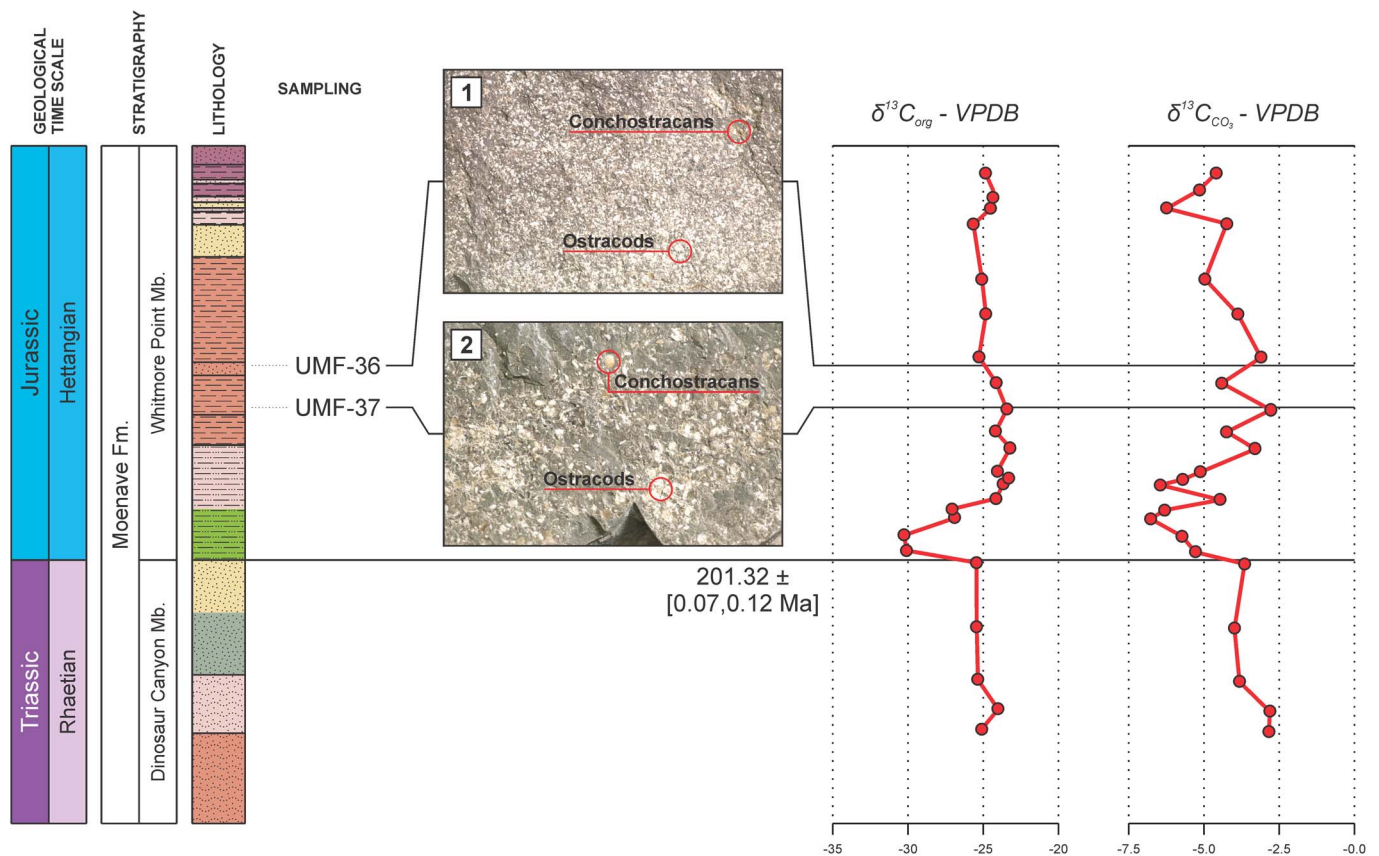 GEOLOGICAL
TIME SCALE
STRATIGRAPHY
LITHOLOGY
SAMPLING
δ¹³Corg - VPDB
δ¹³CCO₃ - VPDB
1
Conchostracans
Ostracods
2
Conchostracans
Ostracods
Jurassic
Hettangian
Triassic
Rhaetian
Moenave Fm.
Whitmore Point Mb.
Dinosaur Canyon Mb.
UMF-36
UMF-37
201.32 ±
[0.07,0.12 Ma]
-35 -30 -25 -20
-7.5 -5.0 -2.5 -0.0